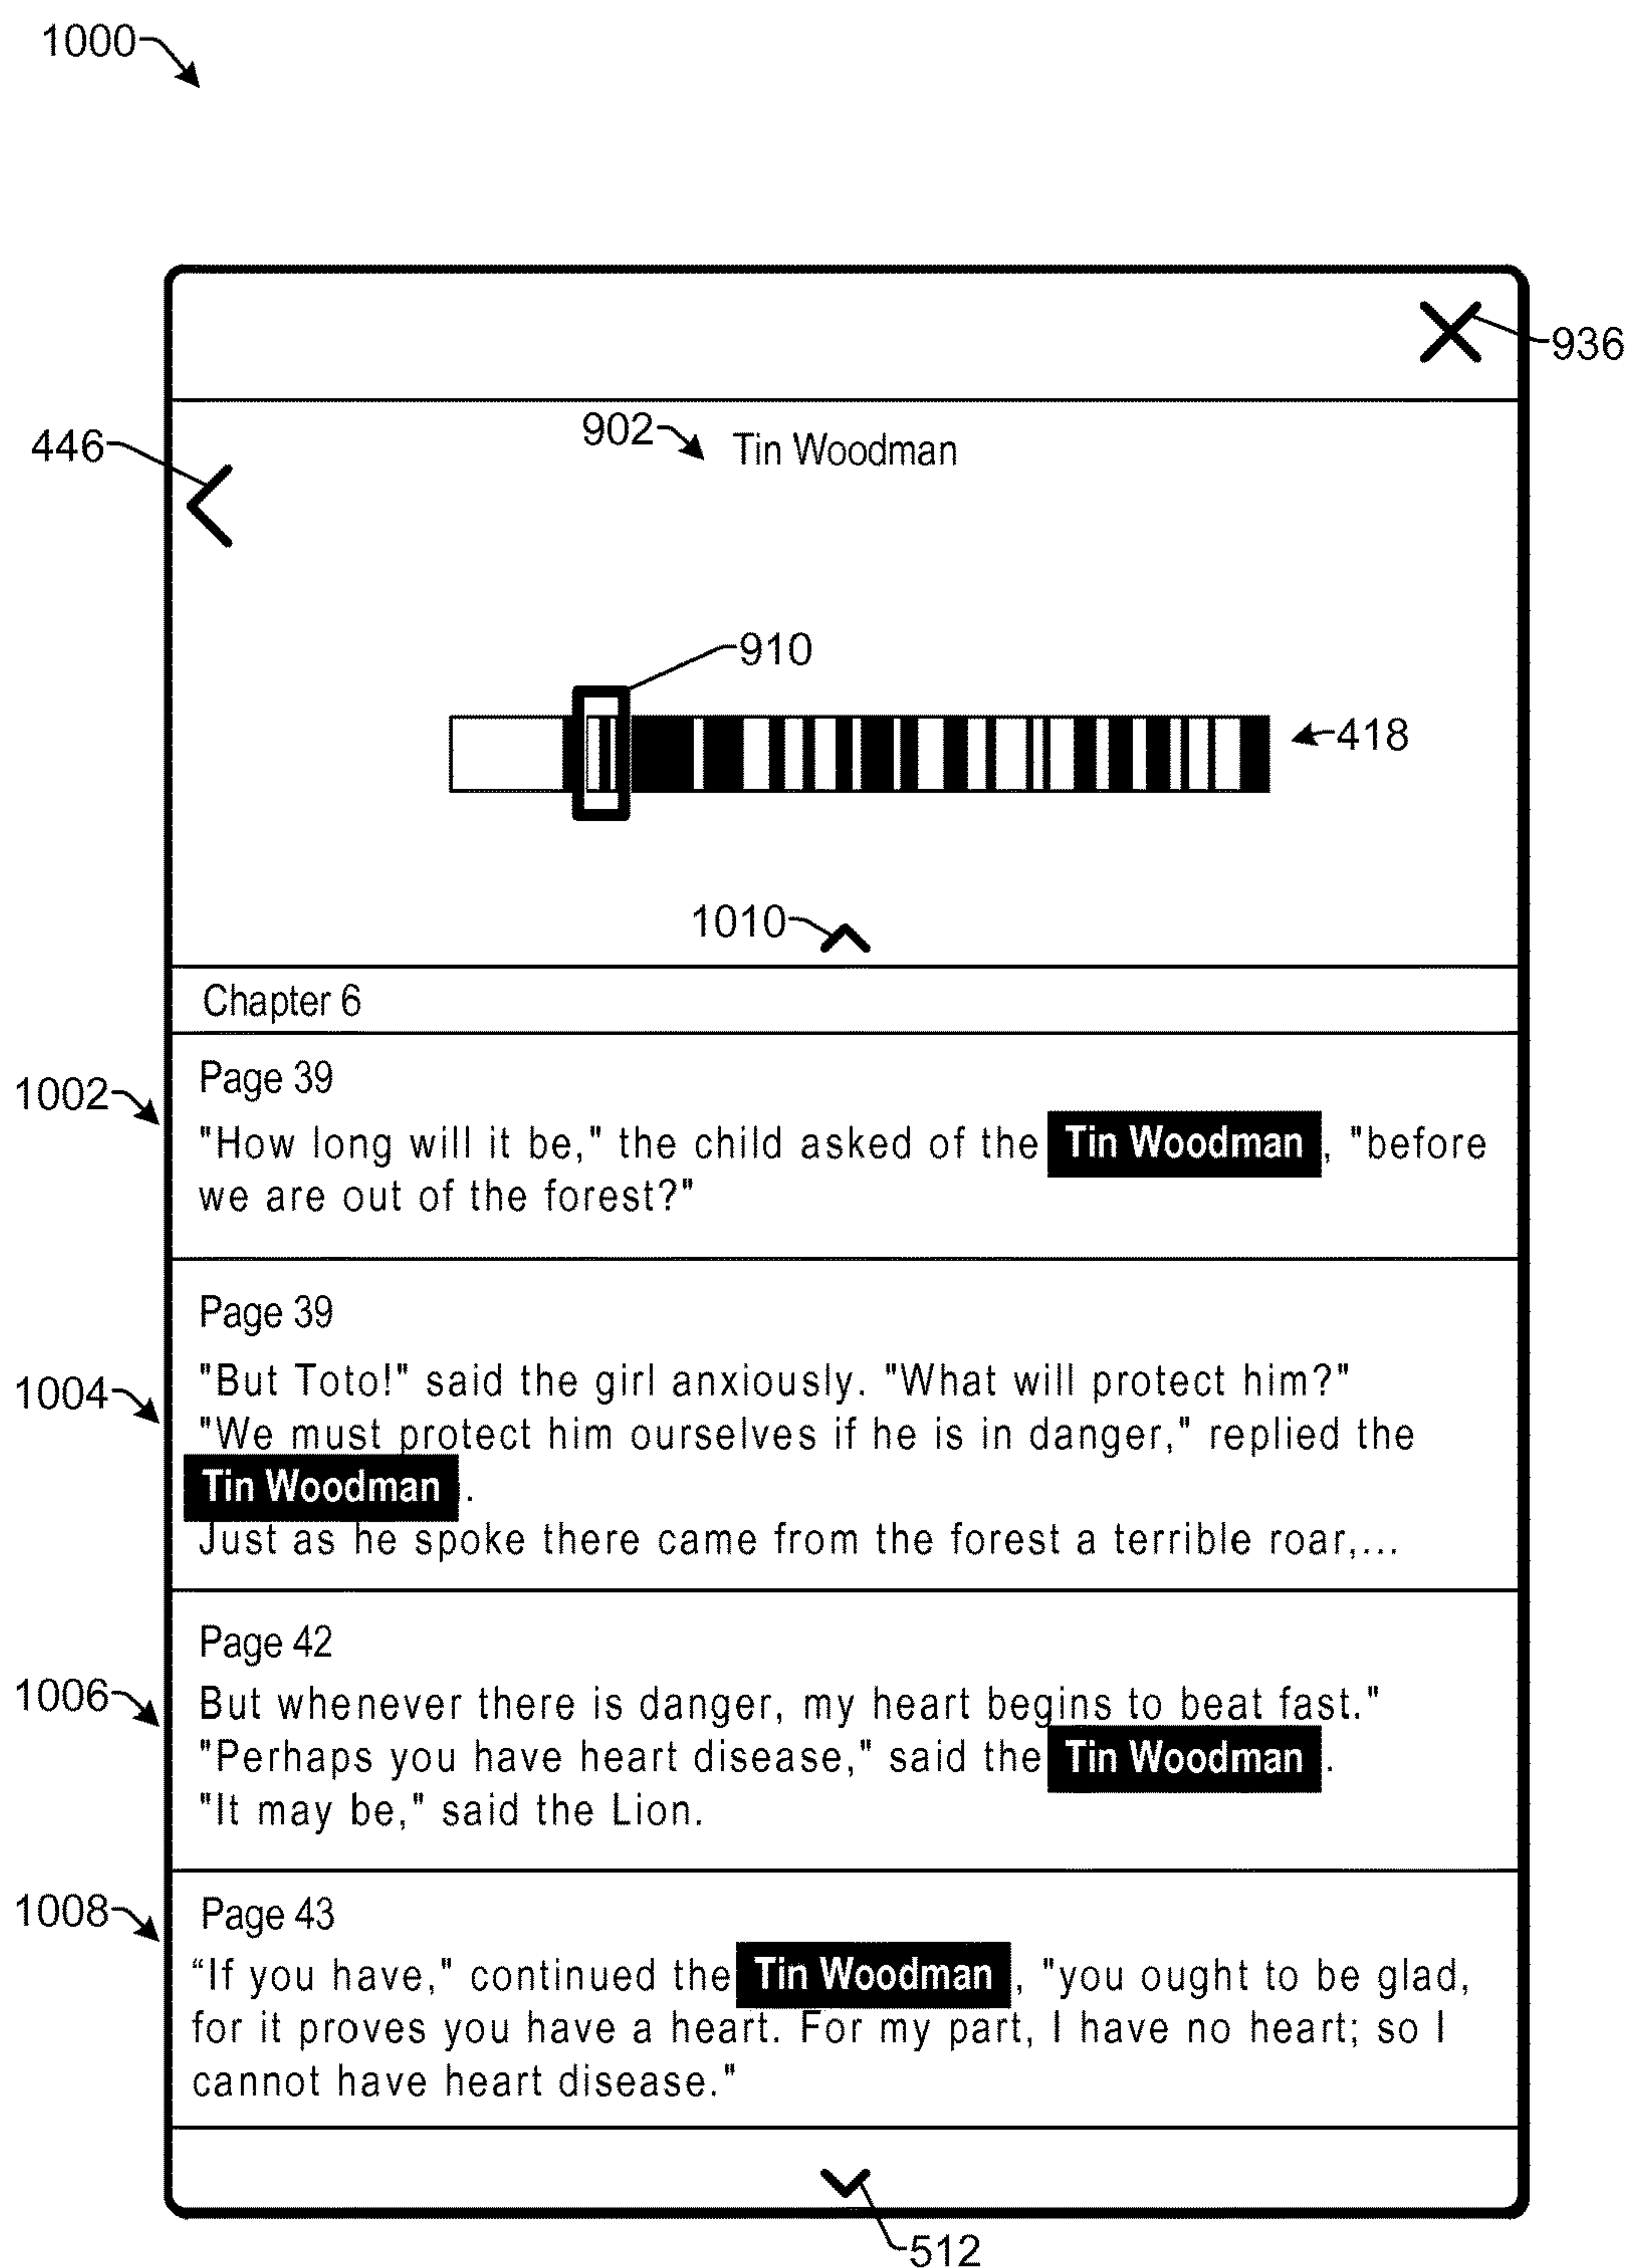 1000
936
902
Tin Woodman
446
910
418
1010
Chapter 6
1002
Page 39
"How long will it be," the child asked of the Tin Woodman, "before
we are out of the forest?"
Page 39
1004
"But Toto!" said the girl anxiously. "What will protect him?"
"We must protect him ourselves if he is in danger," replied the
Tin Woodman.
Just as he spoke there came from the forest a terrible roar,...
Page 42
1006
But whenever there is danger, my heart begins to beat fast."
"Perhaps you have heart disease," said the Tin Woodman.
"It may be," said the Lion.
1008
Page 43
“If you have," continued the Tin Woodman, "you ought to be glad,
for it proves you have a heart. For my part, I have no heart; so I
cannot have heart disease."
512